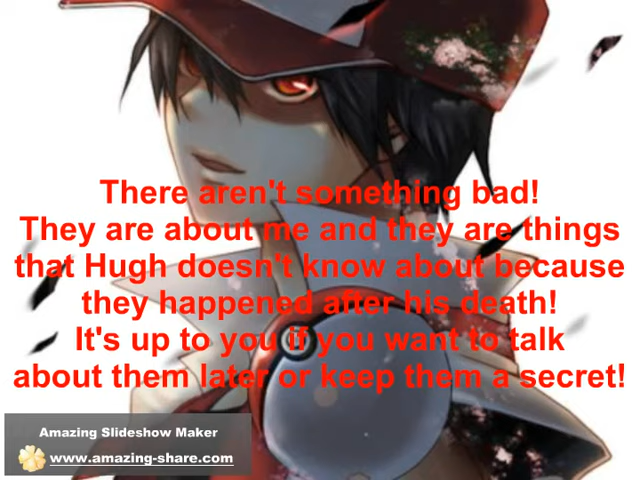 There aren't something bad!
They are about me and they are things
that Hugh doesn't know about because
they happened after his death!
It's up to you if you want to talk
about them later or keep them a secret!
Amazing Slideshow Maker
www.amazing-share.com